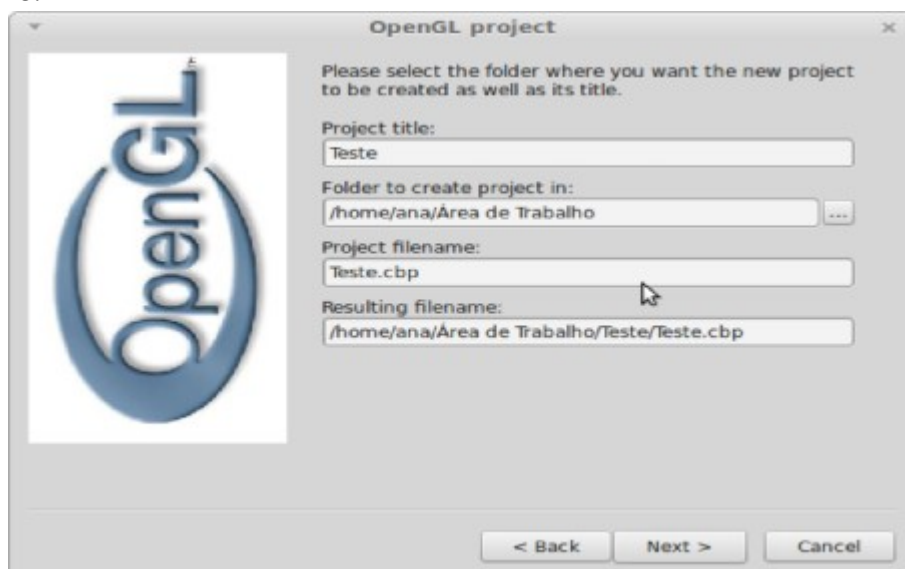 OpenGL project
OpenGL
Please select the folder where you want the new project
to be created as well as its title.
Project title:
Teste
Folder to create project in:
/home/ana/Área de Trabalho
...
Project filename:
Teste.cbp
Resulting filename:
/home/ana/Área de Trabalho/Teste/Teste.cbp
< Back
Next >
Cancel